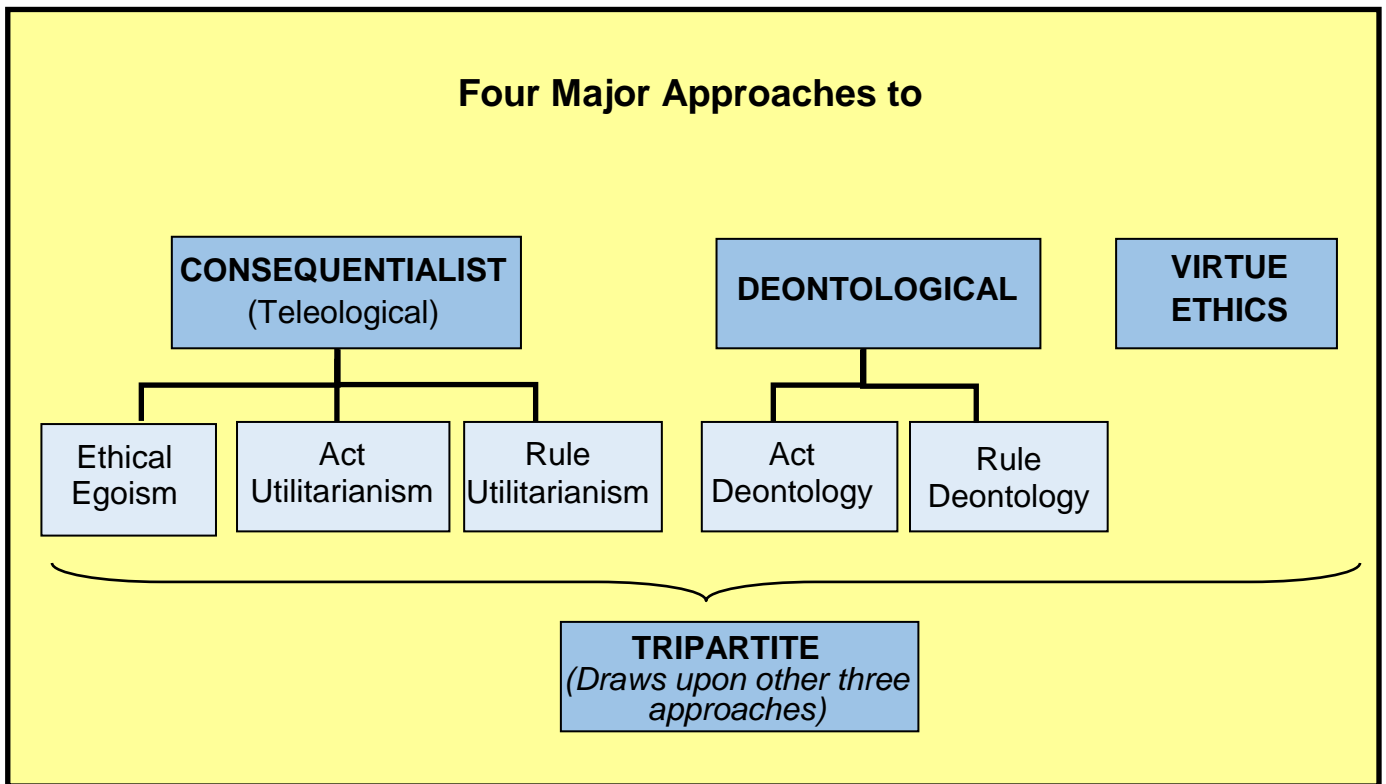 Four Major Approaches to
CONSEQUENTIALIST
(Teleological)
DEONTOLOGICAL
VIRTUE
ETHICS
Ethical
Egoism
Act
Utilitarianism
Rule
Utilitarianism
Act
Deontology
Rule
Deontology
TRIPARTITE
(Draws upon other three
approaches)